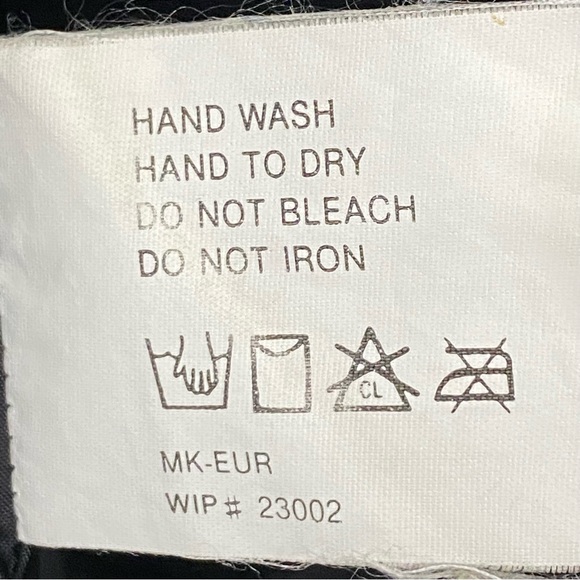 HAND WASH
HAND TO DRY
DO NOT BLEACH
DO NOT IRON
CL
MK-EUR
WIP# 23002